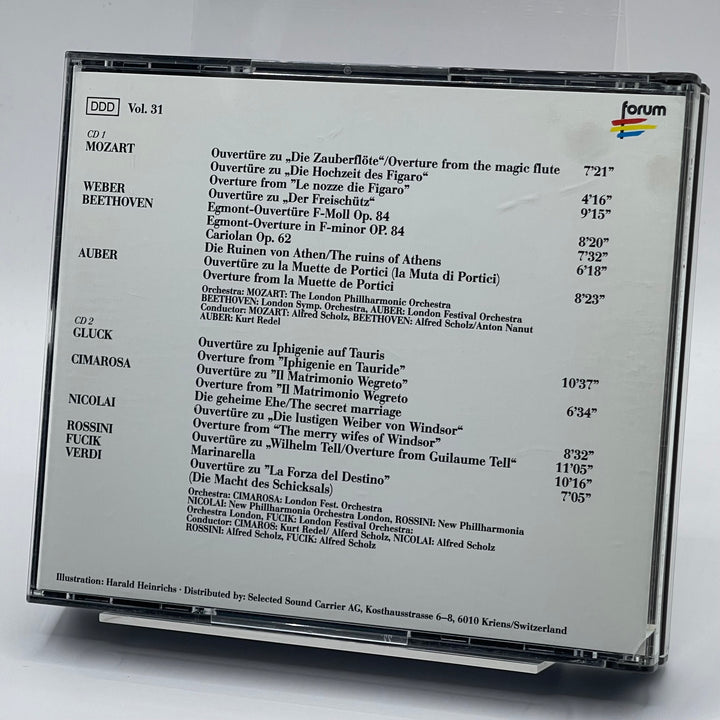 DDD Vol. 31
forum
CD 1
MOZART Ouvertüre zu „Die Zauberflöte“/Overture from the magic flute 7'21"
Ouvertüre zu „Die Hochzeit des Figaro“
Overture from "Le nozze die Figaro" 4'16"
WEBER Ouvertüre zu „Der Freischütz“ 9'15"
BEETHOVEN Egmont-Ouvertüre F-Moll Op. 84
Egmont-Overture in F-minor OP. 84 8'20"
Cariolan Op. 62 7'32"
Die Ruinen von Athen/The ruins of Athens 6'18"
AUBER Ouvertüre zu la Muette de Portici (la Muta di Portici)
Overture from la Muette de Portici 8'23"
Orchestra: MOZART: The London Philharmonic Orchestra
BEETHOVEN: London Symp. Orchestra, AUBER: London Festival Orchestra
Conductor: MOZART: Alfred Scholz, BEETHOVEN: Alfred Scholz/Anton Nanut
AUBER: Kurt Redel
CD 2
GLUCK Ouvertüre zu Iphigenie auf Tauris
Overture from "Iphigenie en Tauride" 10'37"
CIMAROSA Ouvertüre zu "Il Matrimonio Wegreto"
Overture from "Il Matrimonio Wegreto
Die geheime Ehe/The secret marriage 6'34"
NICOLAI Ouvertüre zu „Die lustigen Weiber von Windsor“
Overture from "The merry wifes of Windsor" 8'32"
ROSSINI Ouvertüre zu „Wilhelm Tell/Overture from Guilaume Tell“ 11'05"
FUCIK Marinarella 10'16"
VERDI Ouvertüre zu "La Forza del Destino" 7'05"
(Die Macht des Schicksals)
Orchestra: CIMAROSA: London Fest. Orchestra
NICOLAI: New Philharmonia Orchestra London, ROSSINI: New Philharmonia
Orchestra London, FUCIK: London Festival Orchestra:
Conductor: CIMAROS: Kurt Redel/ Alferd Scholz, NICOLAI: Alfred Scholz
ROSSINI: Alfred Scholz, FUCIK: Alfred Scholz
Illustration: Harald Heinrichs · Distributed by: Selected Sound Carrier AG, Kosthausstrasse 6–8, 6010 Kriens/Switzerland